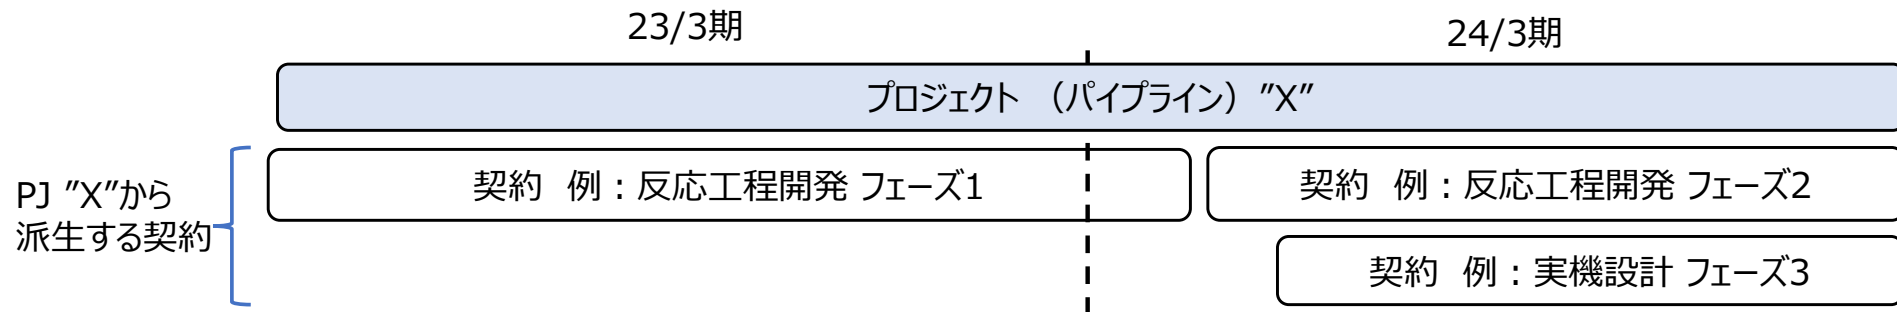 23/3期
24/3期
プロジェクト （パイプライン）”X”
PJ ”X”から
派生する契約
契約 例：反応工程開発 フェーズ1
契約 例：反応工程開発 フェーズ2
契約 例：実機設計 フェーズ3